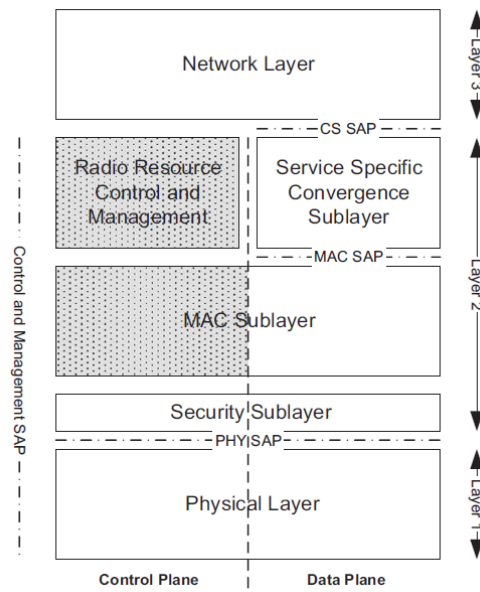 Network Layer
Layer 3
CS SAP
Radio Resource
Control and
Management
Service Specific
Convergence
Sublayer
MAC SAP
Control and Management SAP
Layer 2
MAC Sublayer
Security Sublayer
PHY SAP
Physical Layer
Layer 1
Control Plane
Data Plane